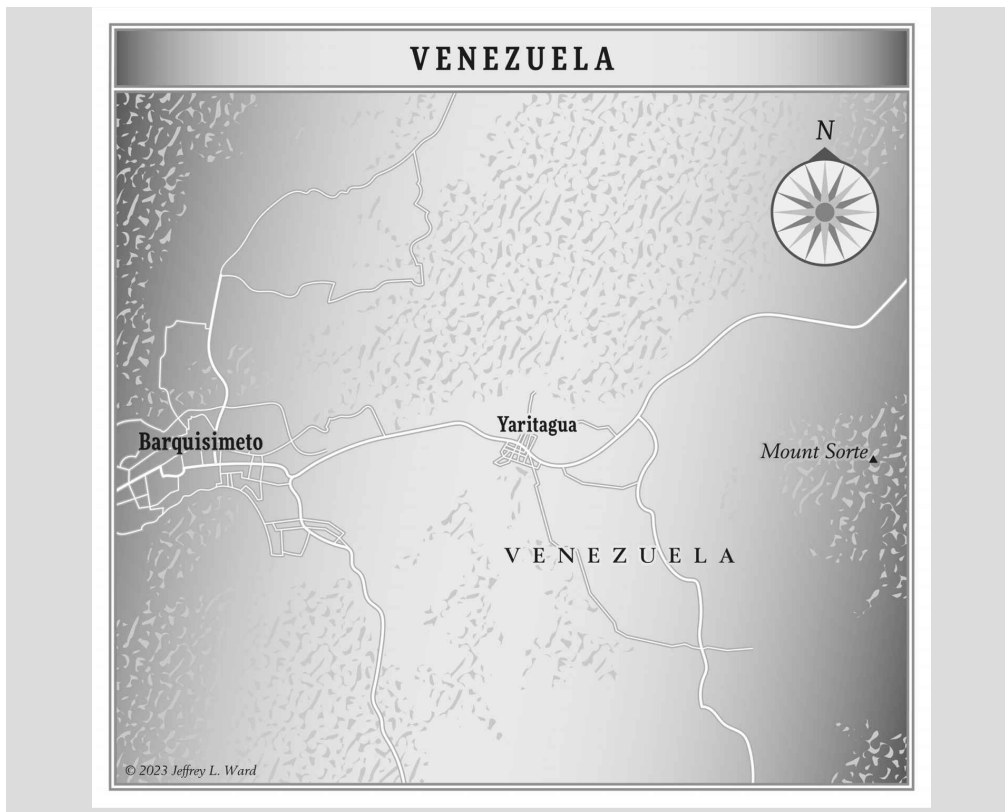 VENEZUELA
N
Yaritagua
Barquisimeto
Mount Sorte
VENEZUELA
© 2023 Jeffrey L. Ward